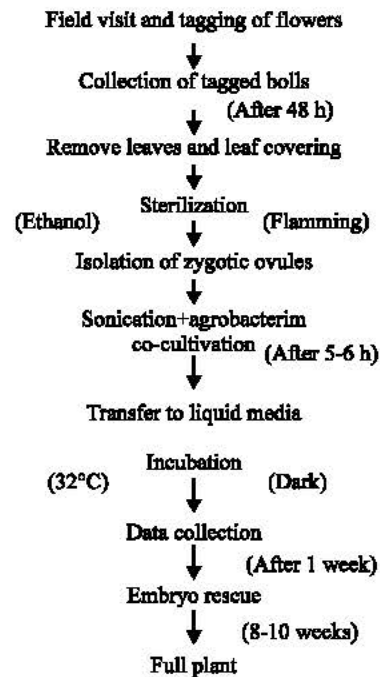 Field visit and tagging of flowers
Collection of tagged bolls
(After 48 h)
Remove leaves and leaf covering
Sterilization
(Ethanol) (Flamming)
Isolation of zygotic ovules
Sonication+agrobacterim
co-cultivation
(After 5-6 h)
Transfer to liquid media
Incubation
(32°C) (Dark)
Data collection
(After 1 week)
Embryo rescue
(8-10 weeks)
Full plant